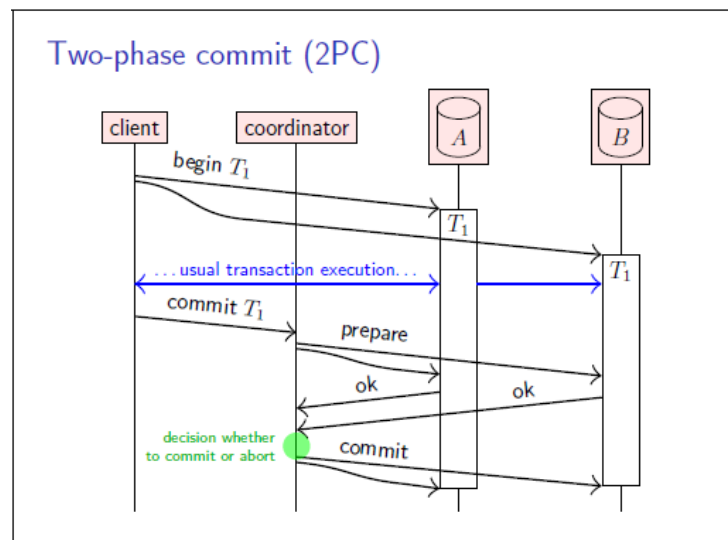 Two-phase commit (2PC)
client
coordinator
A
B
begin T₁
T₁
T₁
...usual transaction execution...
commit T₁
prepare
ok
ok
decision whether
to commit or abort
commit